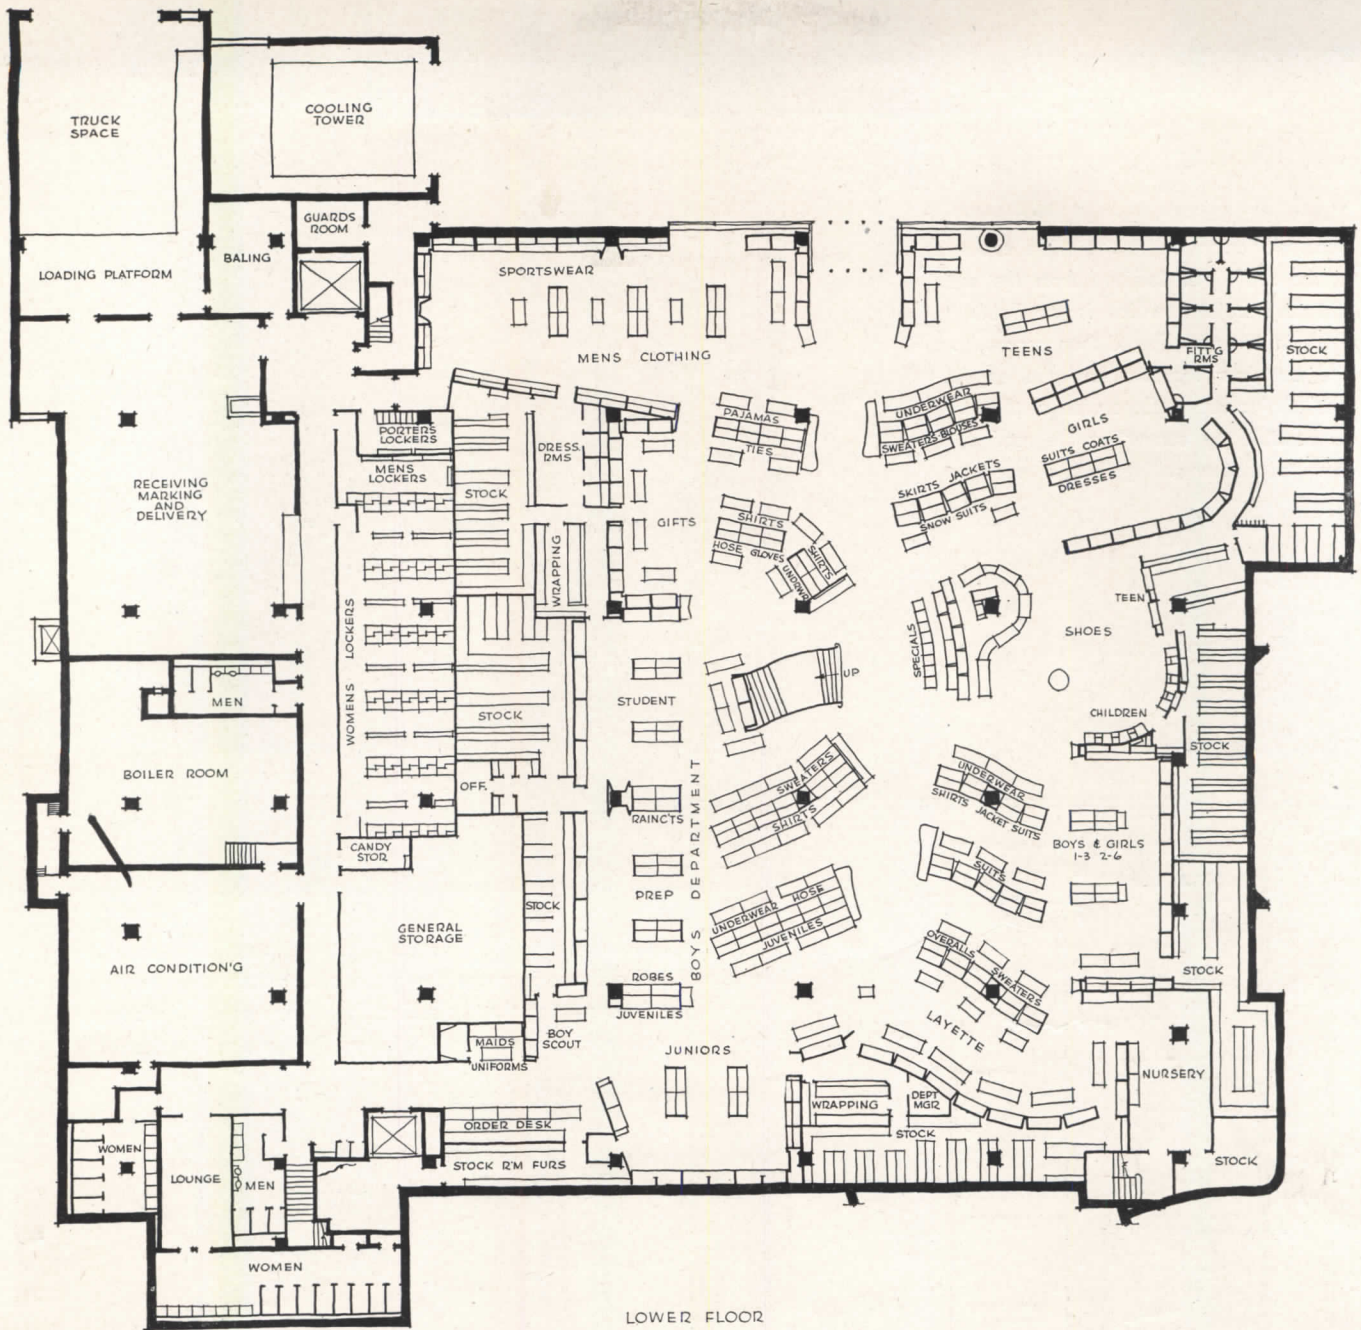 TRUCK
SPACE
COOLING
TOWER
GUARDS
ROOM
BALING
LOADING PLATFORM
SPORTSWEAR
MENS CLOTHING
TEENS
FITT'G
RMS
STOCK
PORTERS
LOCKERS
MENS
LOCKERS
DRESS.
RMS
STOCK
PAJAMAS
TIES
UNDERWEAR
SWEATERS BLOUSES
GIRLS
SUITS COATS
DRESSES
RECEIVING
MARKING
AND
DELIVERY
GIFTS
SHIRTS
HOSE GLOVES
SHIRTS
UNDRWR
SKIRTS JACKETS
SNOW SUITS
WRAPPING
WOMENS LOCKERS
TEEN
SHOES
SPECIALS
MEN
STUDENT
UP
STOCK
CHILDREN
STOCK
BOILER ROOM
OFF.
RAINC'TS
BOYS DEPARTMENT
SWEATERS
SHIRTS
UNDERWEAR
SHIRTS JACKET SUITS
BOYS & GIRLS
1-3 2-6
CANDY
STOR
SUITS
PREP
STOCK
UNDERWEAR HOSE
JUVENILES
GENERAL
STORAGE
AIR CONDITION'G
OVERALLS SWEATERS
STOCK
ROBES
JUVENILES
LAYETTE
BOY
SCOUT
MAIDS
UNIFORMS
JUNIORS
NURSERY
WRAPPING
DEPT
MGR
ORDER DESK
STOCK
STOCK R'M FURS
STOCK
WOMEN
LOUNGE
MEN
WOMEN
LOWER FLOOR